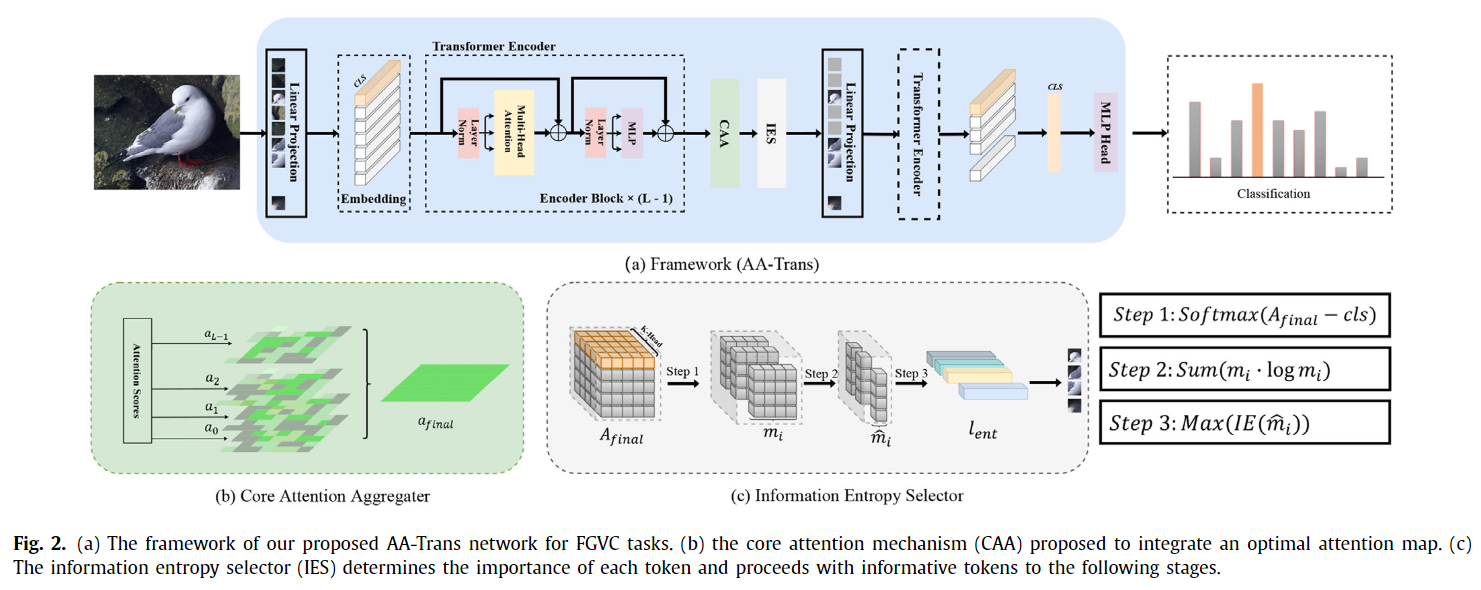 Transformer Encoder
Linear Projection
CLS
Embedding
Layer Norm
Multi-Head Attention
Layer Norm
MLP
Encoder Block × (L - 1)
CAA
IES
Linear Projection
Transformer Encoder
CLS
MLP Head
Classification
(a) Framework (AA-Trans)
Attention Scores
a_{L-1}
a_2
a_1
a_0
a_{final}
(b) Core Attention Aggregater
K-Head
A_{final}
Step 1
m_i
Step 2
m̂_i
Step 3
l_{ent}
(c) Information Entropy Selector
Step 1: Softmax(A_{final} − cls)
Step 2: Sum(m_i · log m_i)
Step 3: Max(IE(m̂_i))
Fig. 2. (a) The framework of our proposed AA-Trans network for FGVC tasks. (b) the core attention mechanism (CAA) proposed to integrate an optimal attention map. (c)
The information entropy selector (IES) determines the importance of each token and proceeds with informative tokens to the following stages.